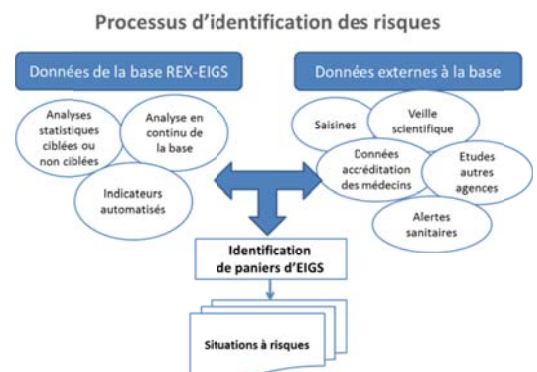 Processus d'identification des risques
Données de la base REX-EIGS
Analyses
statistiques
ciblées ou
non ciblées
Analyse en
continu de
la base
Indicateurs
automatisés
Données externes à la base
Saisines
Veille
scientifique
Données
accréditation
des médecins
Etudes
autres
agences
Alertes
sanitaires
Identification
de paniers d'EIGS
Situations à risques